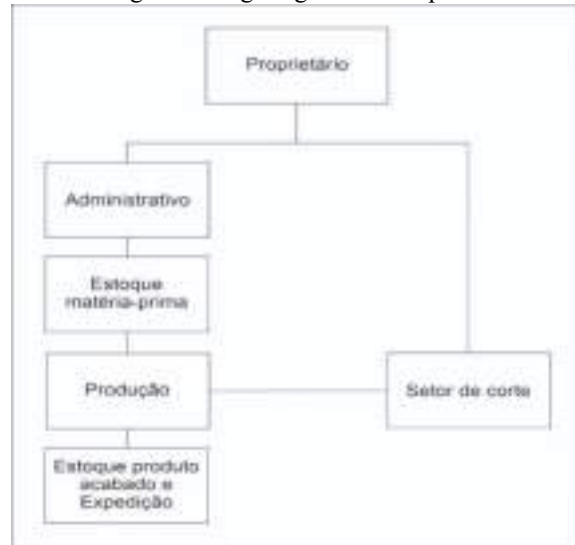 Proprietário
Administrativo
Estoque
matéria-prima
Produção
Setor de corte
Estoque produto
acabado e
Expedição